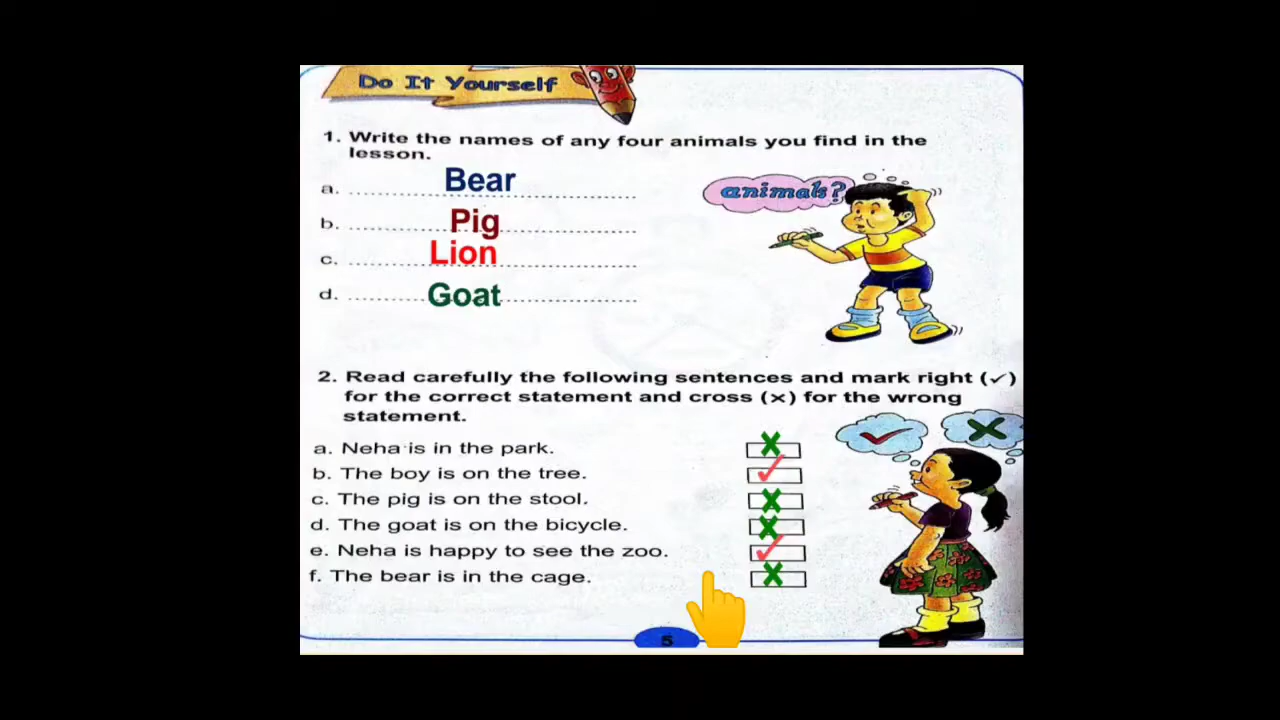 Do It Yourself
1. Write the names of any four animals you find in the
lesson.
a. Bear
b. Pig
c. Lion
d. Goat
animals?
2. Read carefully the following sentences and mark right (✓)
for the correct statement and cross (×) for the wrong
statement.
a. Neha is in the park. ✗
b. The boy is on the tree. ✓
c. The pig is on the stool. ✗
d. The goat is on the bicycle. ✗
e. Neha is happy to see the zoo. ✓
f. The bear is in the cage. ✗
5